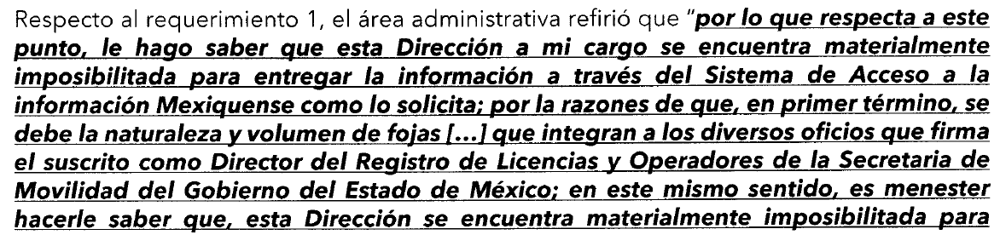 Respecto al requerimiento 1, el área administrativa refirió que "por lo que respecta a este
punto, le hago saber que esta Dirección a mi cargo se encuentra materialmente
imposibilitada para entregar la información a través del Sistema de Acceso a la
información Mexiquense como lo solicita; por la razones de que, en primer término, se
debe la naturaleza y volumen de fojas [...] que integran a los diversos oficios que firma
el suscrito como Director del Registro de Licencias y Operadores de la Secretaria de
Movilidad del Gobierno del Estado de México; en este mismo sentido, es menester
hacerle saber que, esta Dirección se encuentra materialmente imposibilitada para